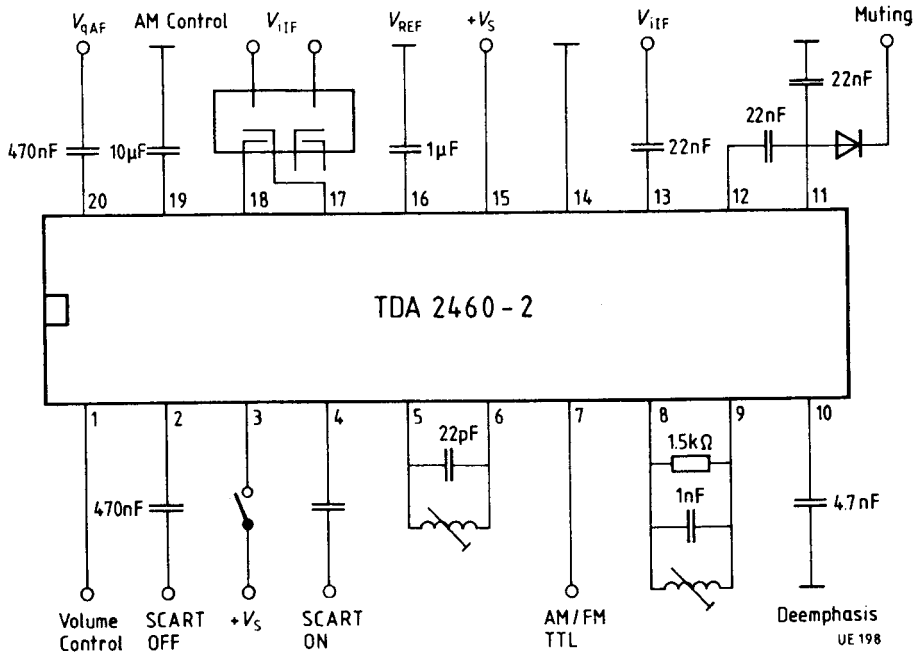 V_qAF AM Control V_iIF V_REF +V_S V_iIF Muting
22nF
22nF
470nF 10µF 1µF 22nF
20 19 18 17 16 15 14 13 12 11
TDA 2460-2
1 2 3 4 5 6 7 8 9 10
22pF 1.5kΩ
470nF 1nF 4.7nF
Volume Control
SCART OFF
+V_S
SCART ON
AM/FM TTL
Deemphasis
UE 198